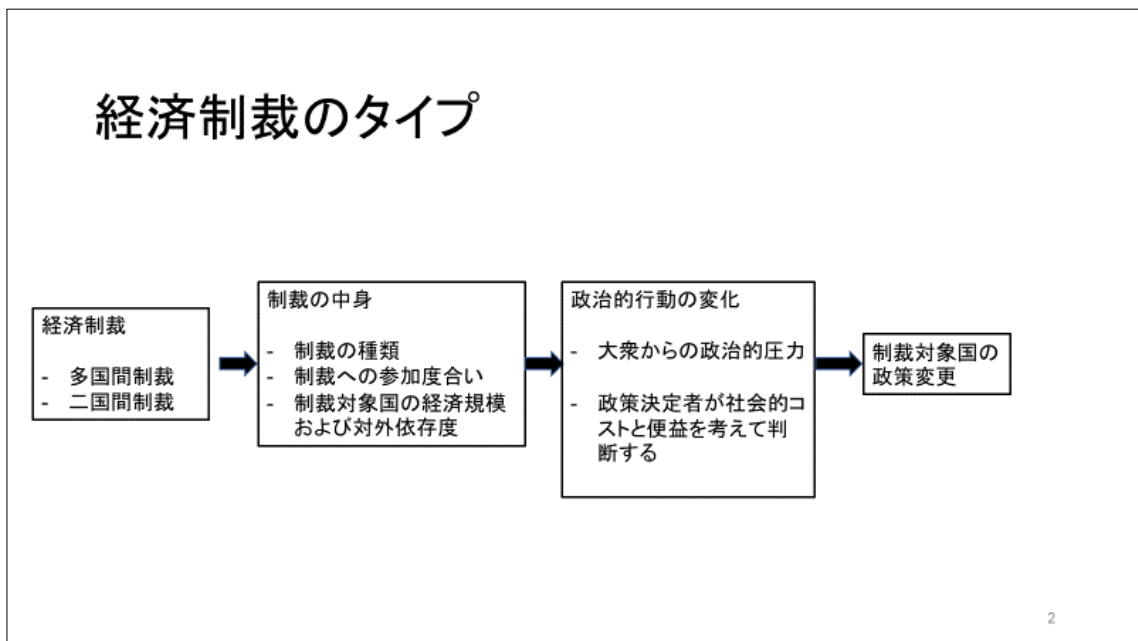 経済制裁のタイプ
経済制裁
- 多国間制裁
- 二国間制裁
制裁の中身
- 制裁の種類
- 制裁への参加度合い
- 制裁対象国の経済規模
および対外依存度
政治的行動の変化
- 大衆からの政治的圧力
- 政策決定者が社会的コ
ストと便益を考えて判
断する
制裁対象国の
政策変更
2